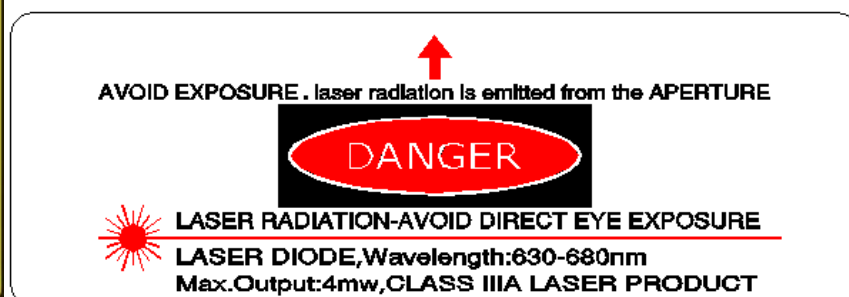 AVOID EXPOSURE. laser radiation is emitted from the APERTURE
DANGER
LASER RADIATION-AVOID DIRECT EYE EXPOSURE
LASER DIODE,Wavelength:630-680nm
Max.Output:4mw,CLASS IIIA LASER PRODUCT